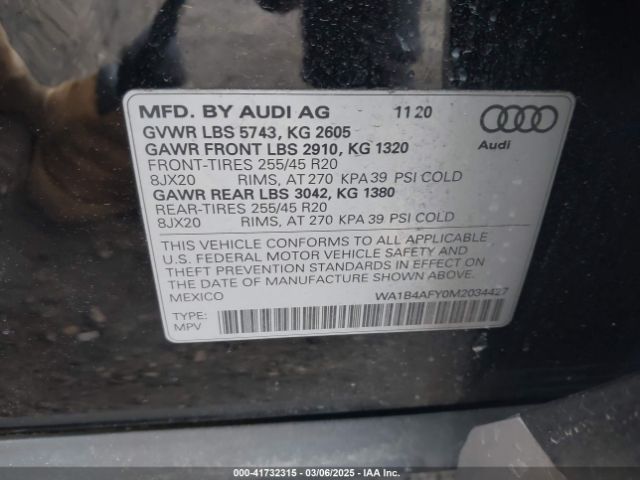 MFD. BY AUDI AG 11 20
GVWR LBS 5743, KG 2605
GAWR FRONT LBS 2910, KG 1320
FRONT-TIRES 255/45 R20
8JX20 RIMS, AT 270 KPA 39 PSI COLD
GAWR REAR LBS 3042, KG 1380
REAR-TIRES 255/45 R20
8JX20 RIMS, AT 270 KPA 39 PSI COLD
Audi
THIS VEHICLE CONFORMS TO ALL APPLICABLE
U.S. FEDERAL MOTOR VEHICLE SAFETY AND
THEFT PREVENTION STANDARDS IN EFFECT ON
THE DATE OF MANUFACTURE SHOWN ABOVE.
MEXICO WA1B4AFY0M2034427
TYPE:
MPV
000-41732315 - 03/06/2025 - IAA Inc.